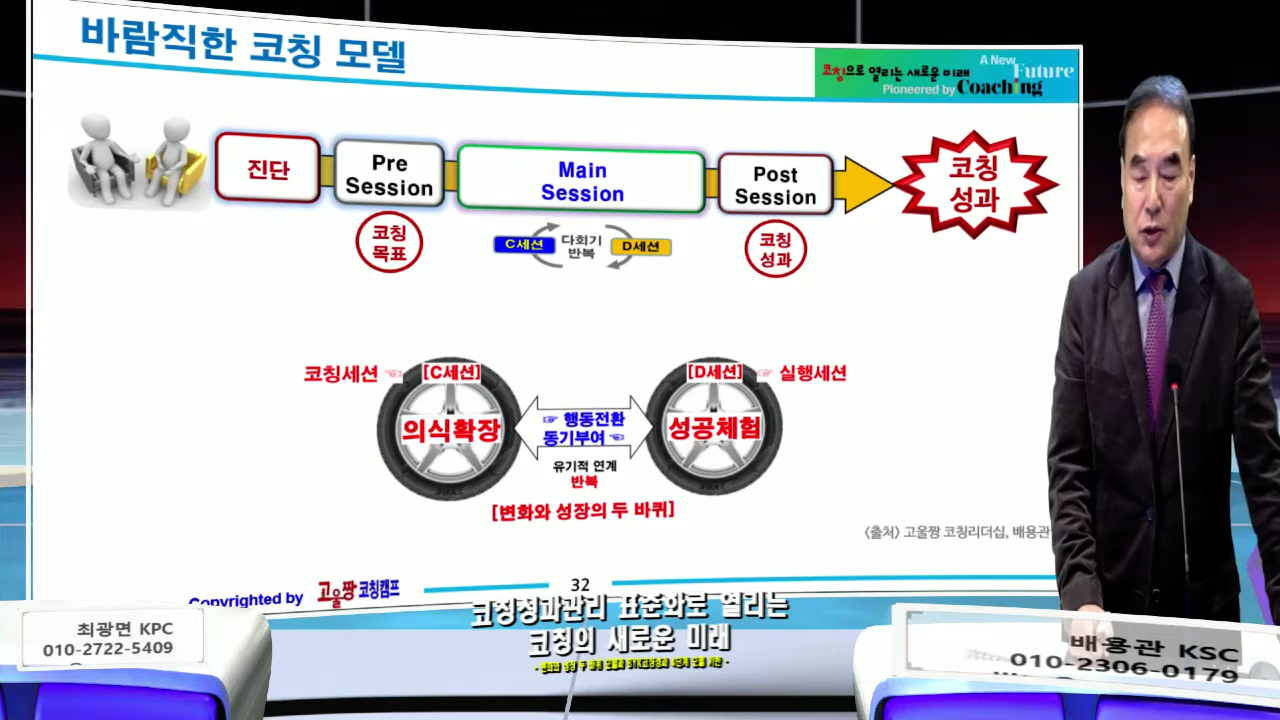 바람직한 코칭 모델
코칭으로 열리는 새로운 미래
A New
Future
Pioneered by Coaching
진단
Pre
Session
Main
Session
Post
Session
코칭
성과
코칭
목표
C세션
다회기
반복
D세션
코칭
성과
코칭세션 ☜ [C세션]
[D세션] ☞ 실행세션
의식확장
☞ 행동전환
동기부여 ☜
성공체험
유기적 연계
반복
[변화와 성장의 두 바퀴]
<출처> 고울짱 코칭리더십, 배용관
Copyrighted by 고울짱 코칭캠프
32
코칭성과관리 표준화로 열리는
코칭의 새로운 미래
최광면 KPC
010-2722-5409
배용관 KSC
010-2306-0179